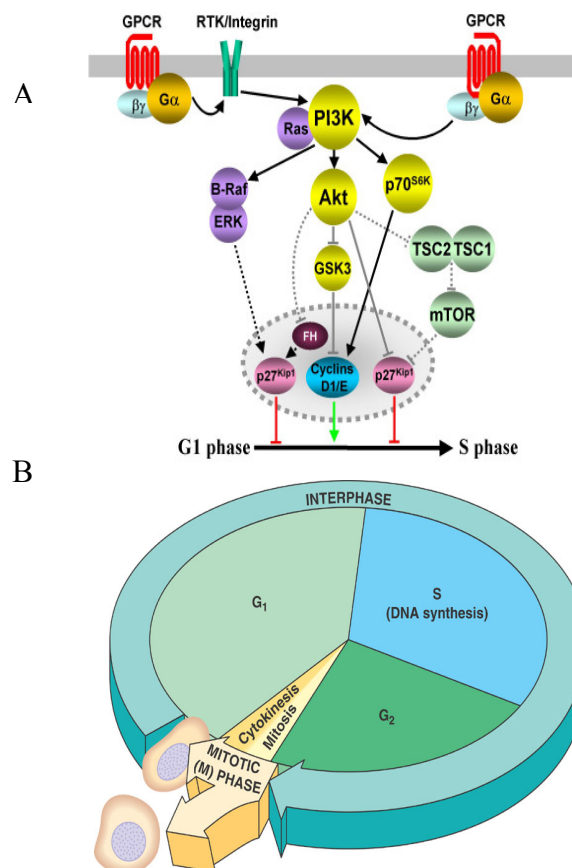 GPCR
RTK/Integrin
GPCR
A
βγ
Gα
βγ
Gα
Ras
PI3K
B-Raf
ERK
Akt
p70S6K
GSK3
TSC2
TSC1
mTOR
FH
p27Kip1
Cyclins
D1/E
p27Kip1
G1 phase
S phase
B
INTERPHASE
G1
S
(DNA synthesis)
Cytokinesis
Mitosis
G2
MITOTIC
(M) PHASE